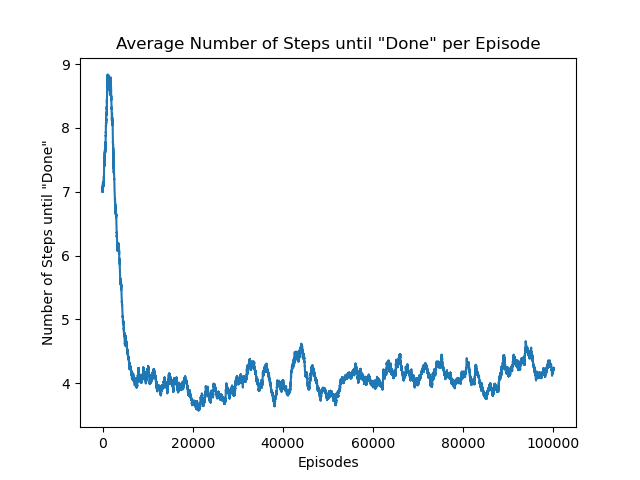 Average Number of Steps until "Done" per Episode
Number of Steps until "Done"
9
8
7
6
5
4
0 20000 40000 60000 80000 100000
Episodes